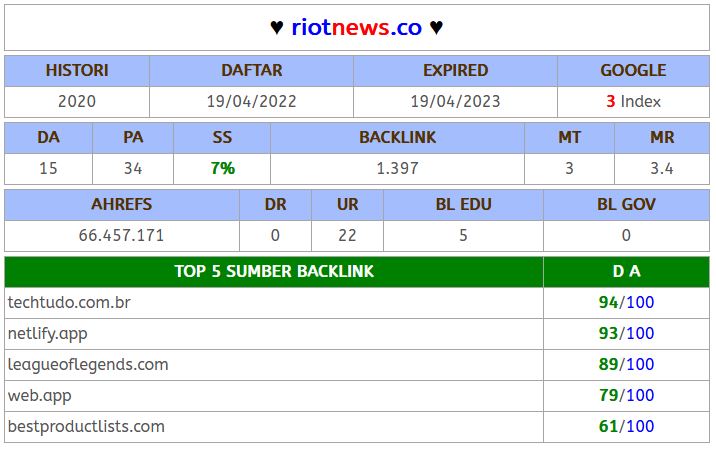 ♥ riotnews.co ♥
HISTORI DAFTAR EXPIRED GOOGLE
2020 19/04/2022 19/04/2023 3 Index
DA PA SS BACKLINK MT MR
15 34 7% 1.397 3 3.4
AHREFS DR UR BL EDU BL GOV
66.457.171 0 22 5 0
TOP 5 SUMBER BACKLINK D A
techtudo.com.br 94/100
netlify.app 93/100
leagueoflegends.com 89/100
web.app 79/100
bestproductlists.com 61/100